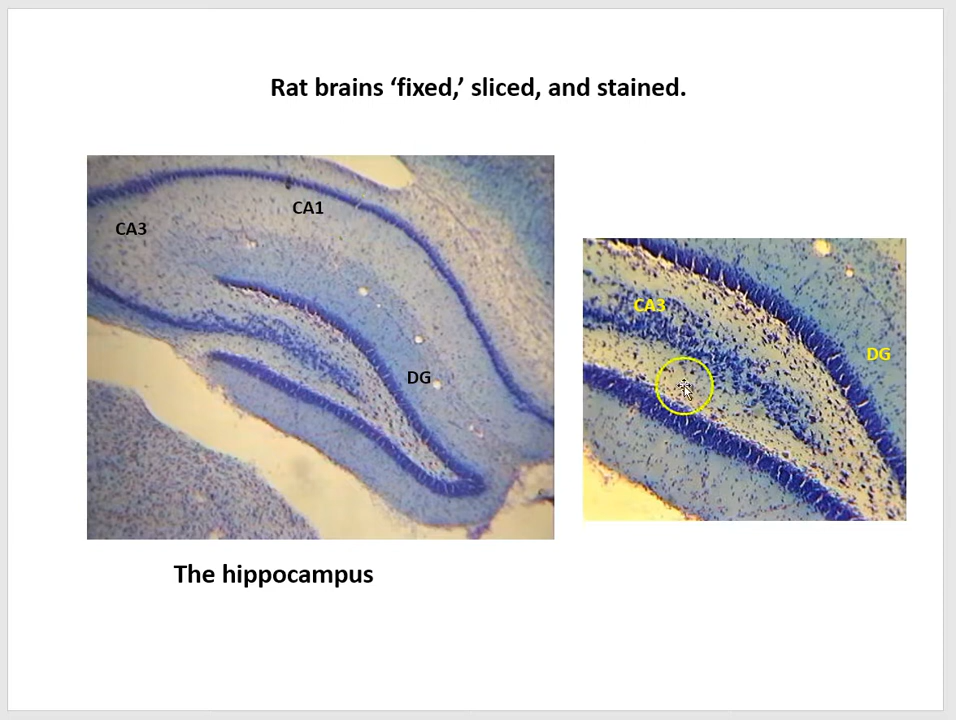 Rat brains ‘fixed,’ sliced, and stained.
CA1
CA3
DG
CA3
DG
The hippocampus